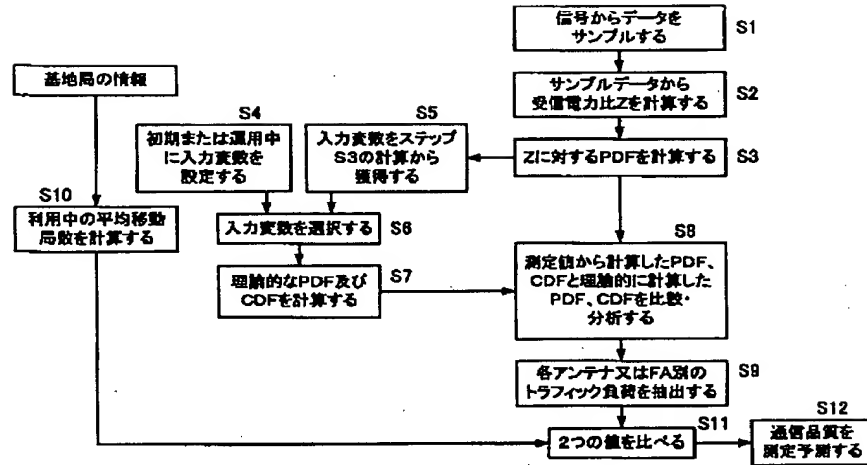 信号からデータを
サンプルする
S1
基地局の情報
サンプルデータから
受信電力比Zを計算する
S2
S4
初期または運用中
に入力変数を
設定する
S5
入力変数をステップ
S3の計算から
獲得する
Zに対するPDFを計算する
S3
S10
利用中の平均移動
局数を計算する
入力変数を選択する
S6
理論的なPDF及び
CDFを計算する
S7
S8
測定値から計算したPDF、
CDFと理論的に計算した
PDF、CDFを比較・
分析する
各アンテナ又はFA別の
トラフィック負荷を抽出する
S9
2つの値を比べる
S11
S12
通信品質を
測定予測する